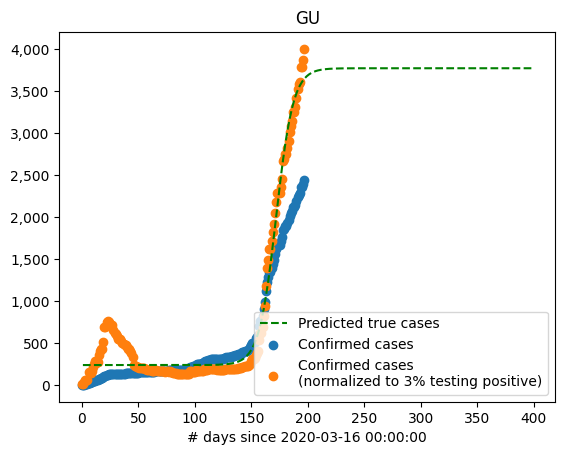 GU
4,000
3,500
3,000
2,500
2,000
1,500
1,000
500
0
0 50 100 150 200 250 300 350 400
# days since 2020-03-16 00:00:00
Predicted true cases
Confirmed cases
Confirmed cases
(normalized to 3% testing positive)